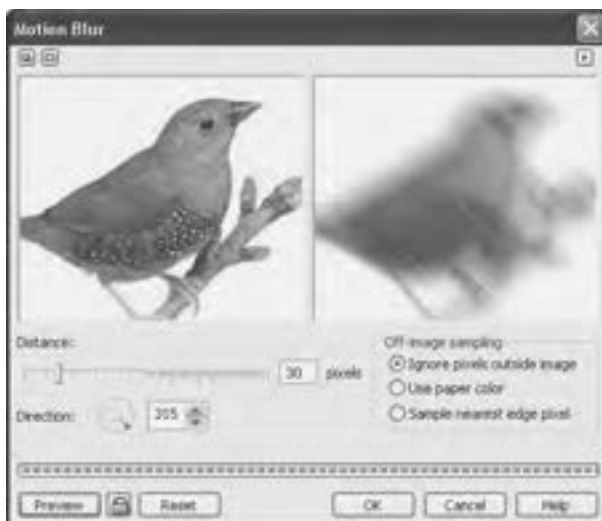 Motion Blur
Distance:
30 pixels
Direction:
Off-image sampling
Ignore pixels outside image
Use paper color
Sample nearest edge pixel
Preview
Reset
OK
Cancel
Help